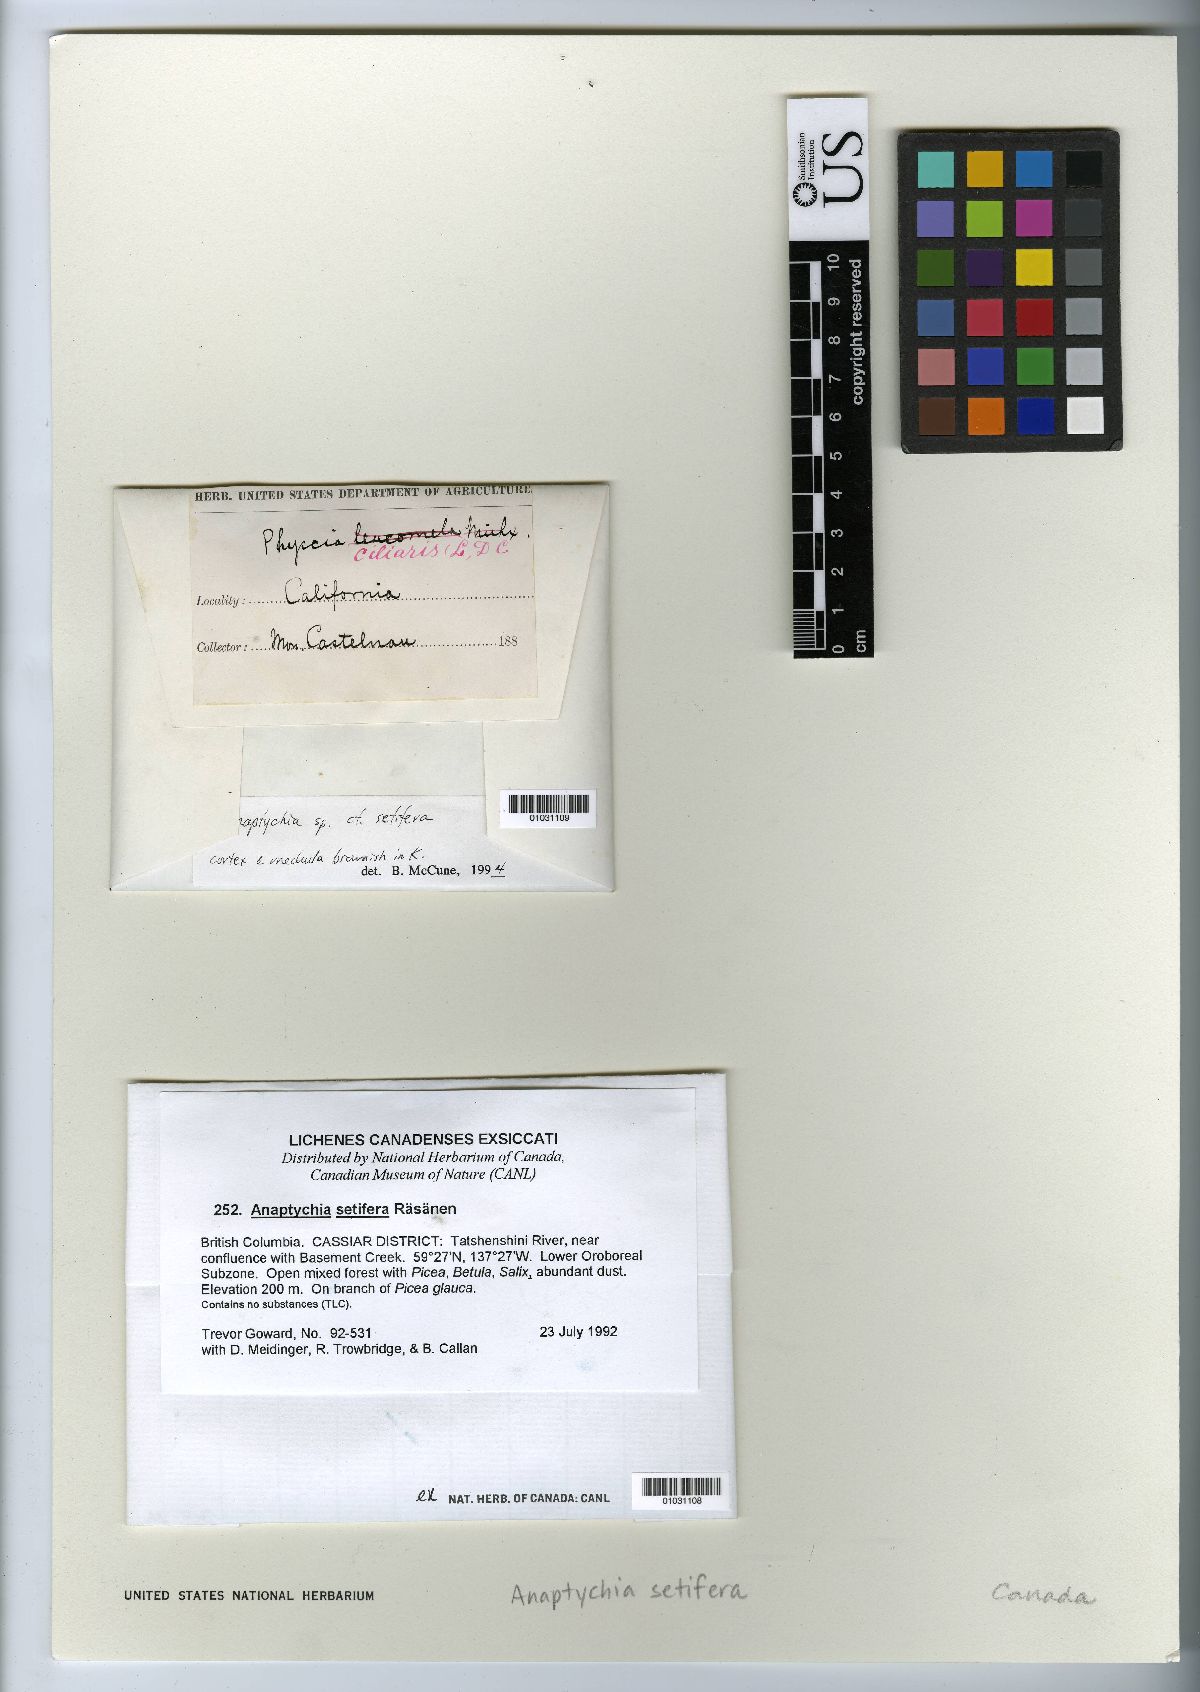 Smithsonian
Institution
US
copyright reserved
0 1 2 3 4 5 6 7 8 9 10
cm
HERB. UNITED STATES DEPARTMENT OF AGRICULTURE.
Physcia leucomela Michx.
ciliaris (L.) DC
Locality: California
Collector: Mon. Castelnau 188
01031109
naptychia sp. cf. setifera
cortex & medulla brownish in K.
det. B. McCune, 1994
LICHENES CANADENSES EXSICCATI
Distributed by National Herbarium of Canada,
Canadian Museum of Nature (CANL)
252. Anaptychia setifera Räsänen
British Columbia. CASSIAR DISTRICT: Tatshenshini River, near
confluence with Basement Creek. 59°27'N, 137°27'W. Lower Oroboreal
Subzone. Open mixed forest with Picea, Betula, Salix, abundant dust.
Elevation 200 m. On branch of Picea glauca.
Contains no substances (TLC).
Trevor Goward, No. 92-531 23 July 1992
with D. Meidinger, R. Trowbridge, & B. Callan
ex NAT. HERB. OF CANADA: CANL
01031108
UNITED STATES NATIONAL HERBARIUM
Anaptychia setifera
Canada